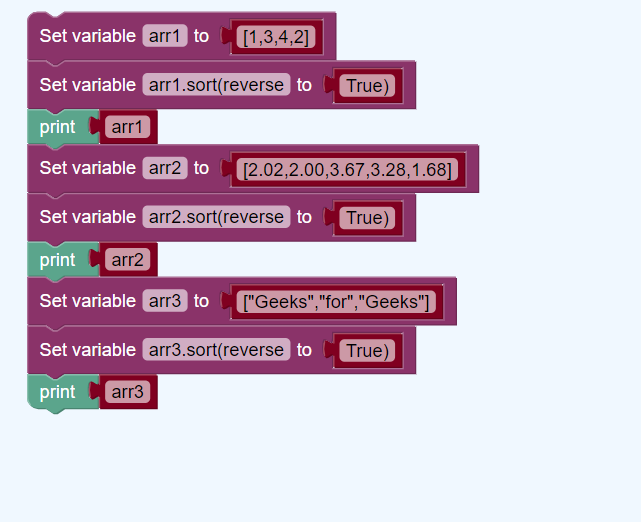 Set variable arr1 to [1,3,4,2]
Set variable arr1.sort(reverse to True)
print arr1
Set variable arr2 to [2.02,2.00,3.67,3.28,1.68]
Set variable arr2.sort(reverse to True)
print arr2
Set variable arr3 to ["Geeks","for","Geeks"]
Set variable arr3.sort(reverse to True)
print arr3